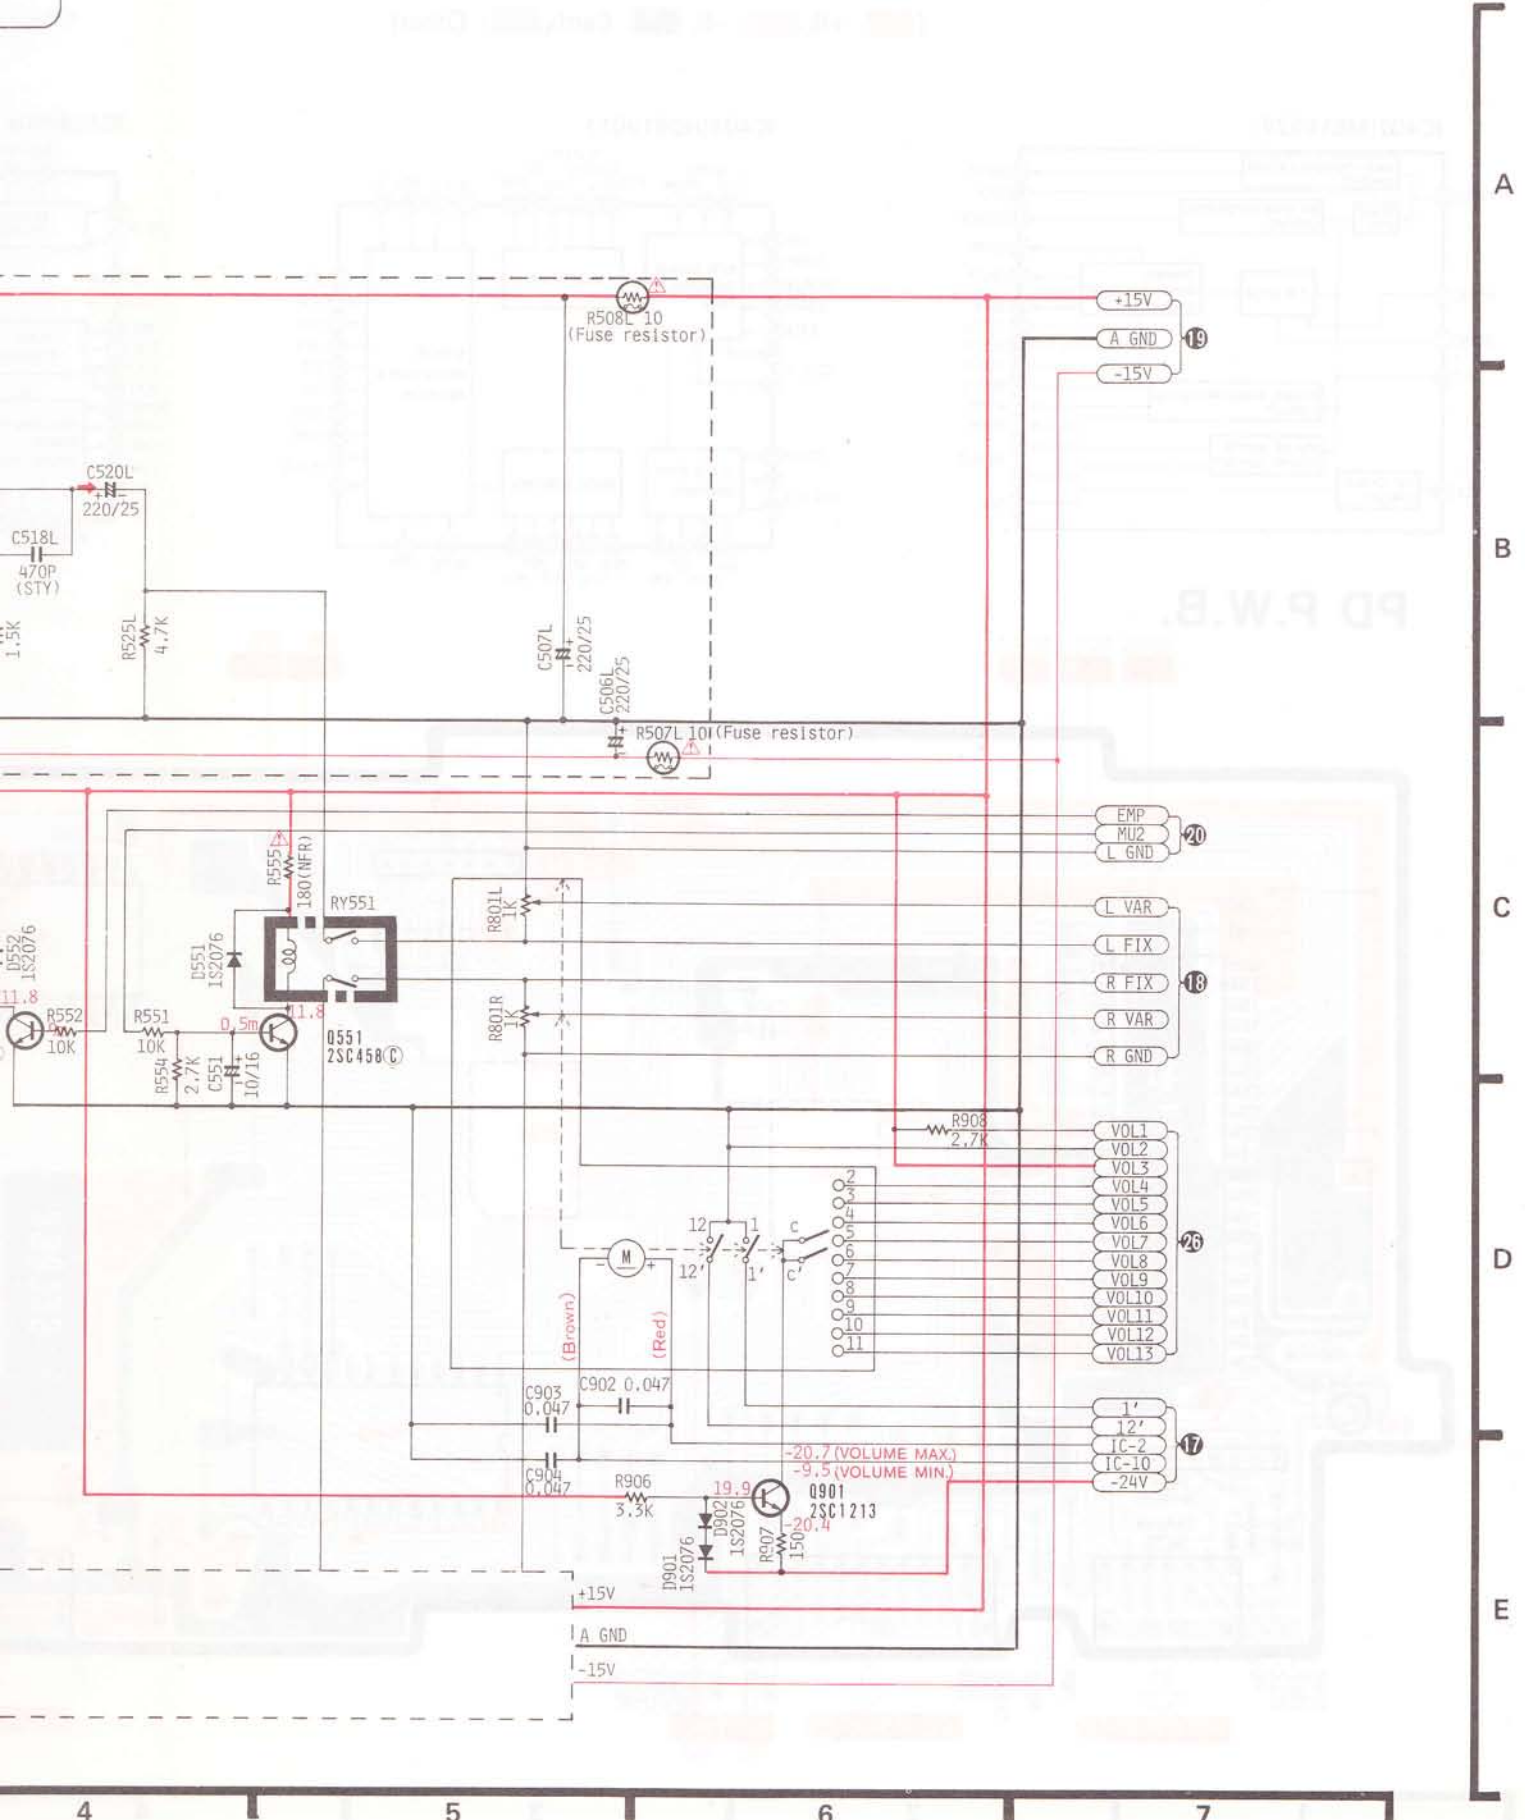 A
+15V
R508L 10
(Fuse resistor)
A GND
19
-15V
C520L
220/25
C518L
470P
(STY)
B
PD P.W.B.
1.5K
R525L
4.7K
C507L
220/25
C506L
220/25
R507L 10 (Fuse resistor)
EMP
MU2
20
L GND
R555
180(NFR)
RY551
R801L
1K
L VAR
C
D552
1S2076
D551
1S2076
L FIX
R FIX
18
11.8
R552
10K
R551
10K
0.5m
11.8
Q551
2SC458 C
R801R
1K
R VAR
R GND
R554
2.7K
C551
10/16
R908
2.7K
VOL1
VOL2
VOL3
2
VOL4
3
VOL5
4
VOL6
12
1
C
5
VOL7
26
M
- +
6
VOL8
D
12'
1'
C'
7
VOL9
8
VOL10
9
VOL11
(Brown)
(Red)
10
VOL12
11
VOL13
C902 0.047
C903
0.047
1'
12'
IC-2
17
-20.7 (VOLUME MAX.)
IC-10
-9.5 (VOLUME MIN.)
-24V
C904
0.047
R906
3.3K
19.9
Q901
2SC1213
D902
1S2076
-20.4
D901
1S2076
R907
150
+15V
E
A GND
-15V
4
5
6
7